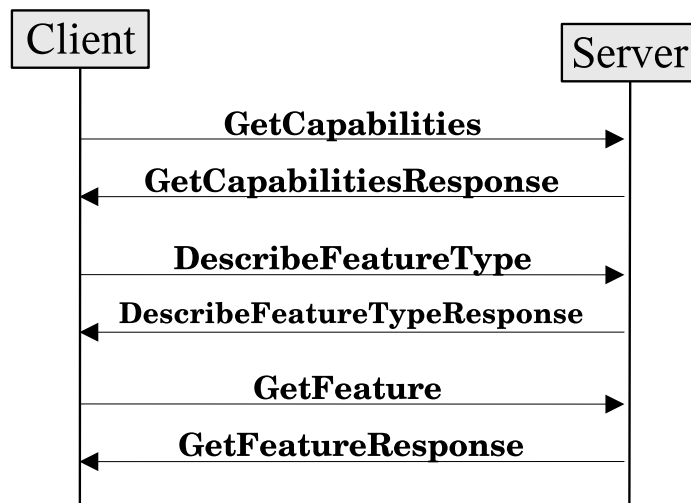 Client
Server
GetCapabilities
GetCapabilitiesResponse
DescribeFeatureType
DescribeFeatureTypeResponse
GetFeature
GetFeatureResponse